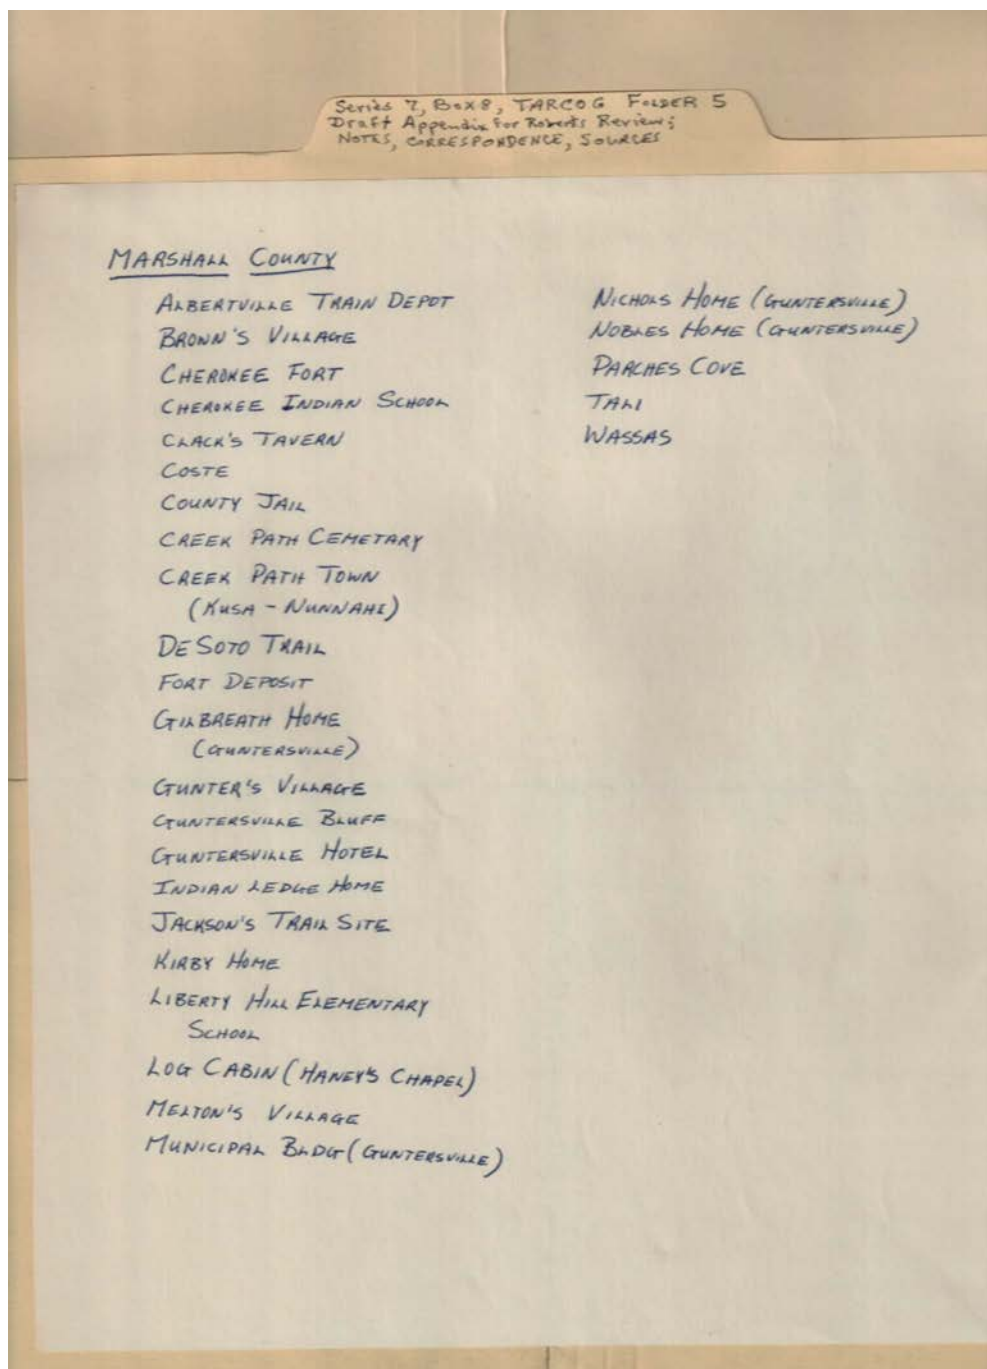 Series 7, Box 8, TARCOG FOLDER 5
Draft Appendix for Roberts Review;
NOTES, CORRESPONDENCE, SOURCES
MARSHALL COUNTY
ALBERTVILLE TRAIN DEPOT
BROWN'S VILLAGE
CHEROKEE FORT
CHEROKEE INDIAN SCHOOL
CLACK'S TAVERN
COSTE
COUNTY JAIL
CREEK PATH CEMETARY
CREEK PATH TOWN
(KUSA - NUNNAHI)
DE SOTO TRAIL
FORT DEPOSIT
GILBREATH HOME
(GUNTERSVILLE)
GUNTER'S VILLAGE
GUNTERSVILLE BLUFF
GUNTERSVILLE HOTEL
INDIAN LEDGE HOME
JACKSON'S TRAIL SITE
KIRBY HOME
LIBERTY HILL ELEMENTARY
SCHOOL
LOG CABIN (HANEY'S CHAPEL)
MELTON'S VILLAGE
MUNICIPAL BLDG (GUNTERSVILLE)
NICHOLS HOME (GUNTERSVILLE)
NOBLES HOME (GUNTERSVILLE)
PARCHES COVE
TALI
WASSAS